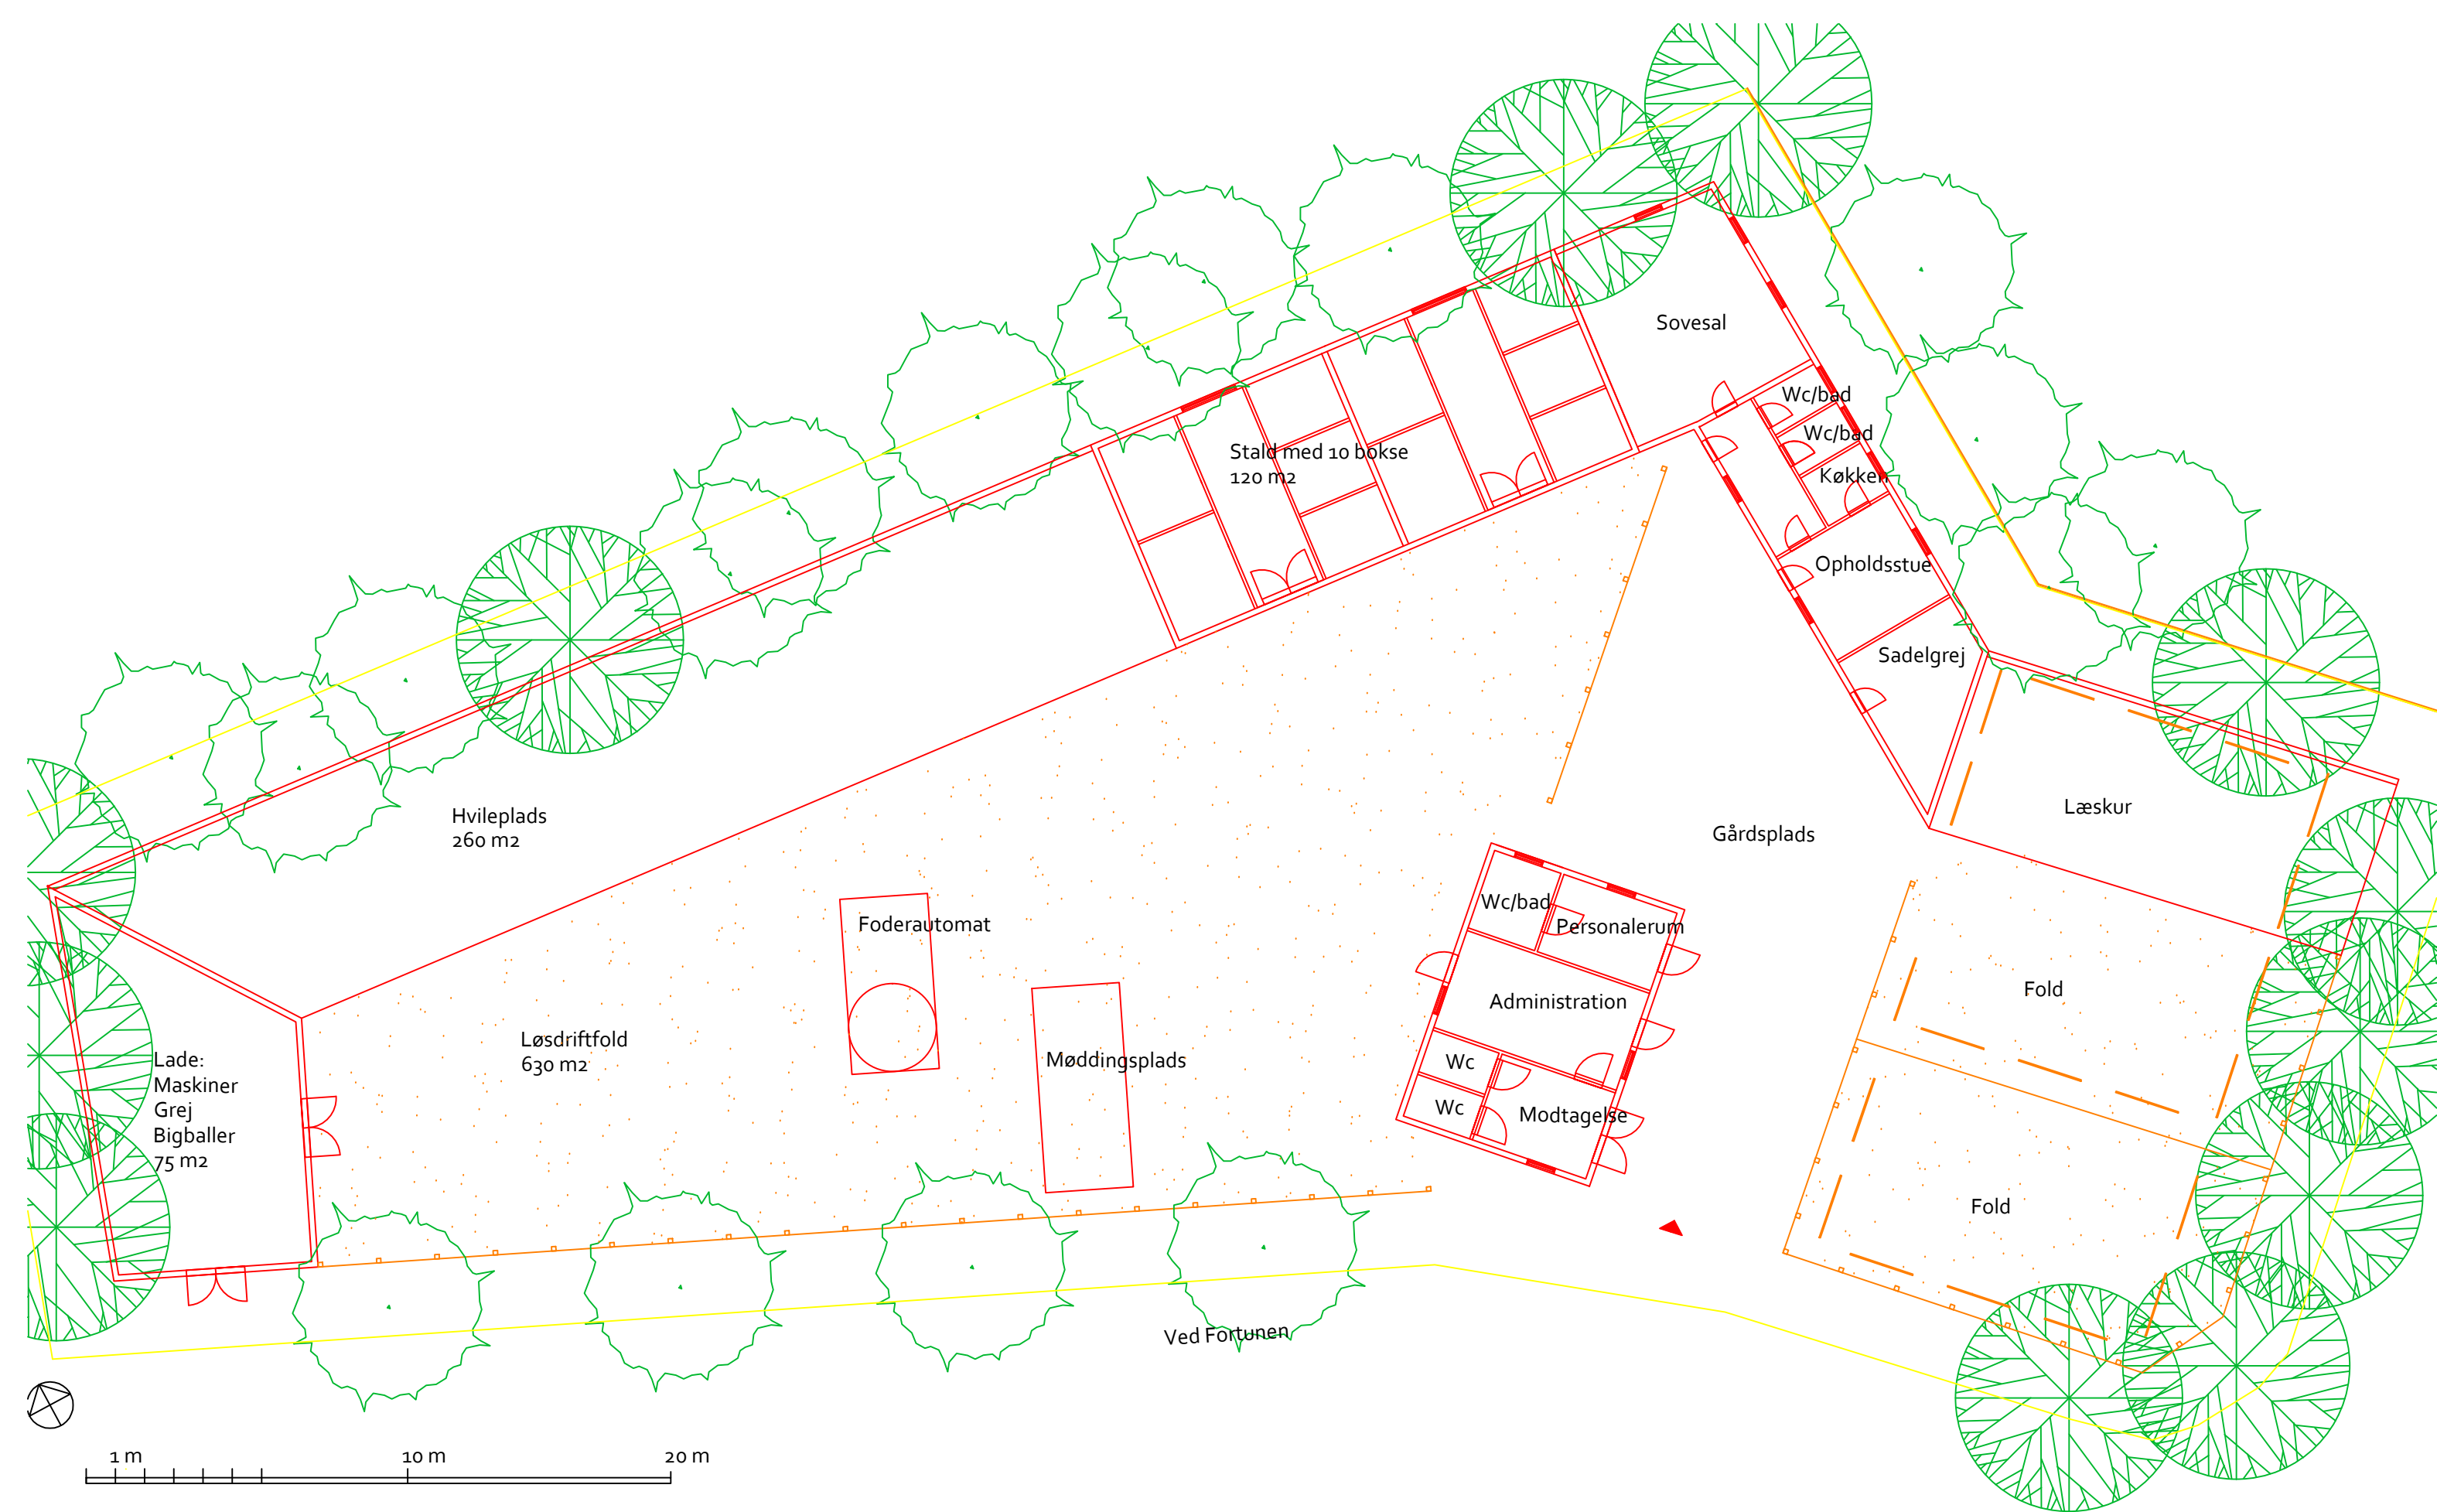 Sovesal
Wc/bad
Wc/bad
Køkken
Stald med 10 bokse
120 m2
Opholdsstue
Sadelgrej
Læskur
Hvileplads
260 m2
Gårdsplads
Foderautomat
Wc/bad
Personalerum
Administration
Fold
Løsdriftfold
630 m2
Møddingsplads
Wc
Wc
Modtagelse
Lade:
Maskiner
Grej
Bigballer
75 m2
Fold
Ved Fortunen
1 m
10 m
20 m